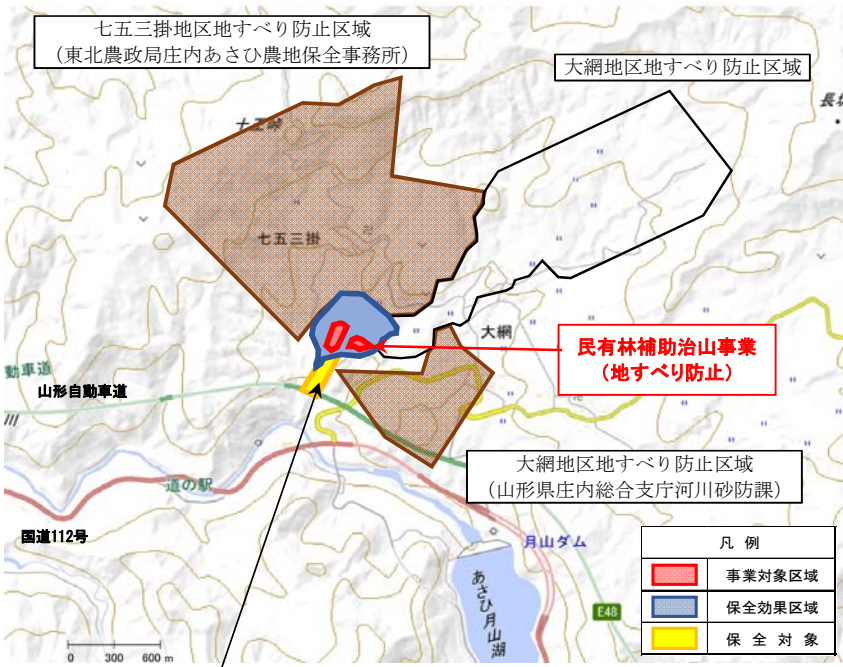 七五三掛地区地すべり防止区域
(東北農政局庄内あさひ農地保全事務所)
大網地区地すべり防止区域
十王峠
七五三掛
大網
民有林補助治山事業
(地すべり防止)
動車道
山形自動車道
大網地区地すべり防止区域
(山形県庄内総合支庁河川砂防課)
道の駅
国道112号
月山ダム
あさひ月山湖
E48
凡 例
事業対象区域
保全効果区域
保 全 対 象
0 300 600 m